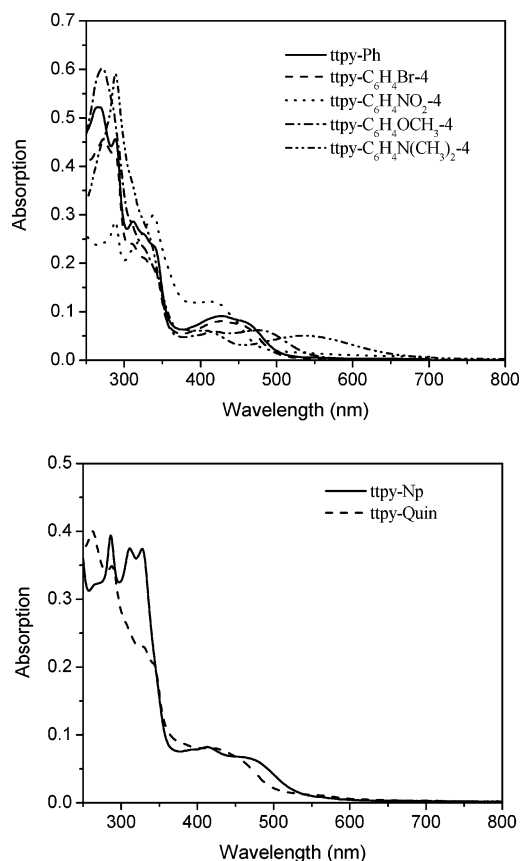 0.8
0.7
0.6
0.5
0.4
0.3
0.2
0.1
0.0
Absorption
ttpy-Ph
ttpy-C₆H₄Br-4
ttpy-C₆H₄NO₂-4
ttpy-C₆H₄OCH₃-4
ttpy-C₆H₄N(CH₃)₂-4
300 400 500 600 700 800
Wavelength (nm)
0.5
0.4
0.3
0.2
0.1
0.0
Absorption
ttpy-Np
ttpy-Quin
300 400 500 600 700 800
Wavelength (nm)